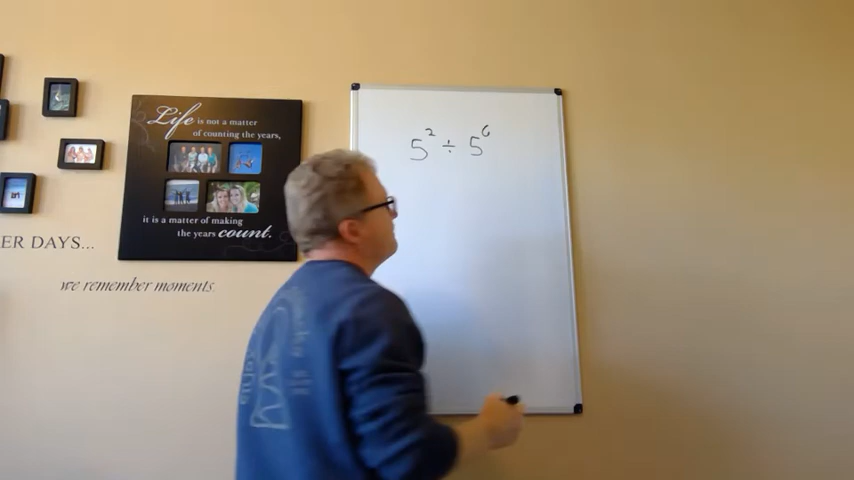 Life is not a matter
of counting the years,
it is a matter of making
the years count.
ER DAYS...
we remember moments.
5² ÷ 5⁶